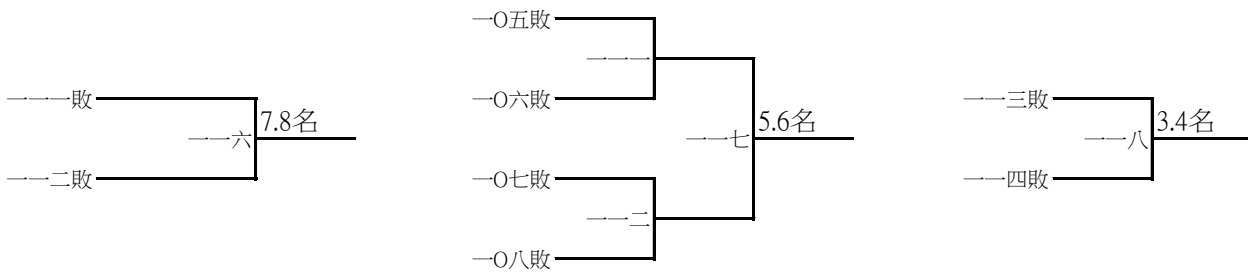 一一一敗
一一二敗
一一六
7.8名
一O五敗
一O六敗
一一一
一O七敗
一O八敗
一一二
一一七
5.6名
一一三敗
一一四敗
一一八
3.4名